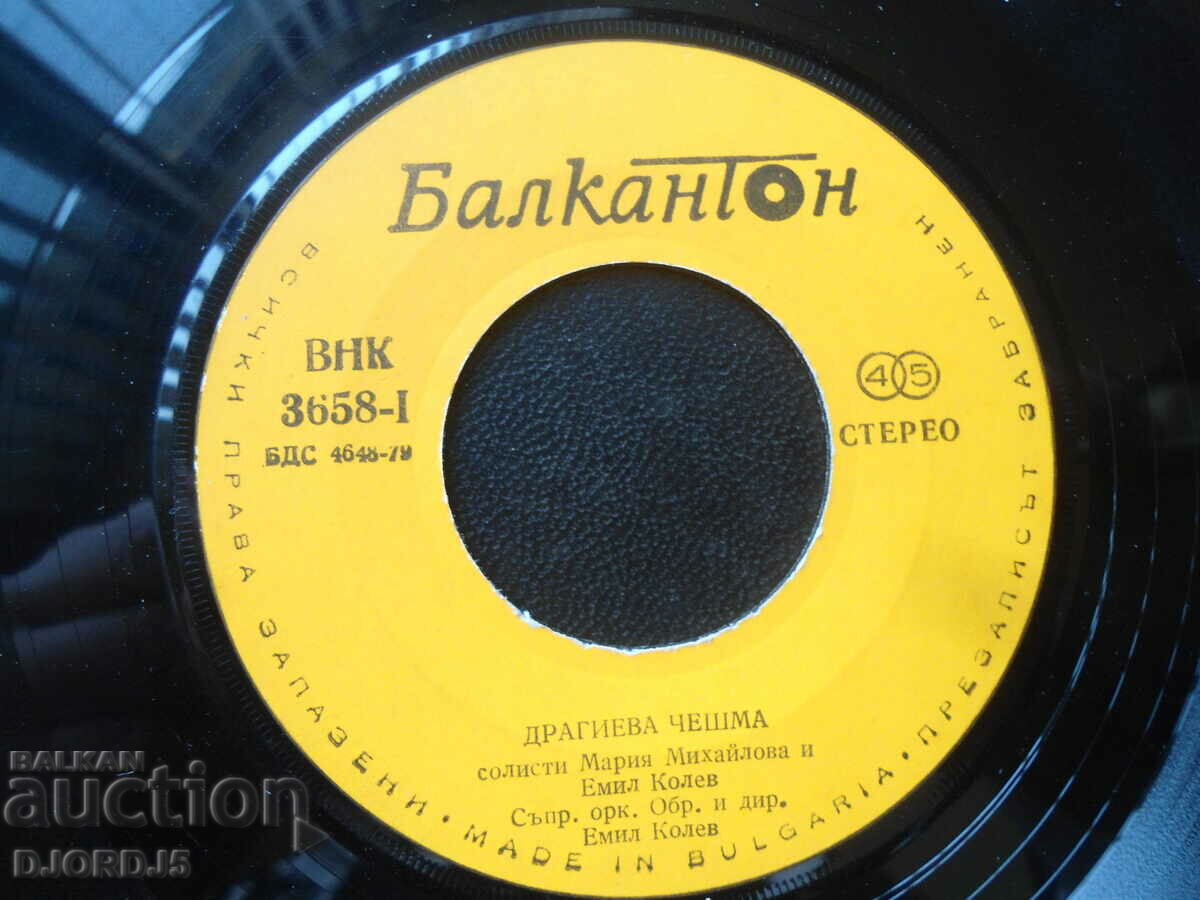 Балкантон
ВНК
3658-I
БДС 4648-79
45
СТЕРЕО
ДРАГИЕВА ЧЕШМА
солисти Мария Михайлова и
Емил Колев
Съпр. орк. Обр. и дир.
Емил Колев
ВСИЧКИ ПРАВА ЗАПАЗЕНИ • MADE IN BULGARIA • ПРЕЗАПИСЪТ ЗАБРАНЕН
BALKAN
auction
DJORDJ5